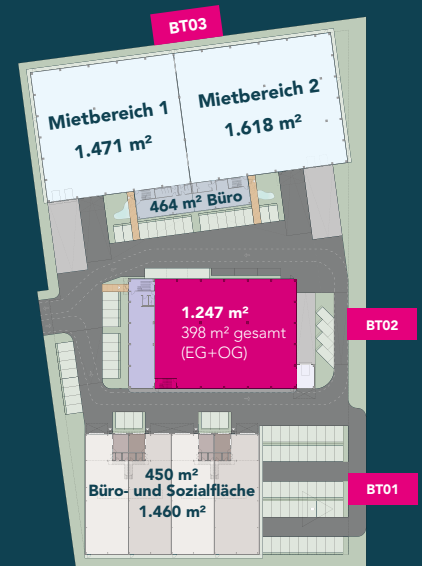 BT03
Mietbereich 1
1.471 m²
Mietbereich 2
1.618 m²
464 m² Büro
1.247 m²
398 m² gesamt
(EG+OG)
BT02
450 m²
Büro- und Sozialfläche
1.460 m²
BT01